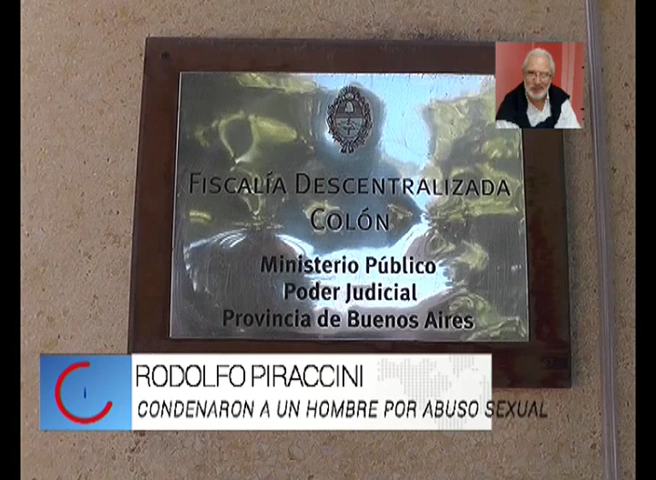 FISCALÍA DESCENTRALIZADA
COLÓN
Ministerio Público
Poder Judicial
Provincia de Buenos Aires
RODOLFO PIRACCINI
CONDENARON A UN HOMBRE POR ABUSO SEXUAL